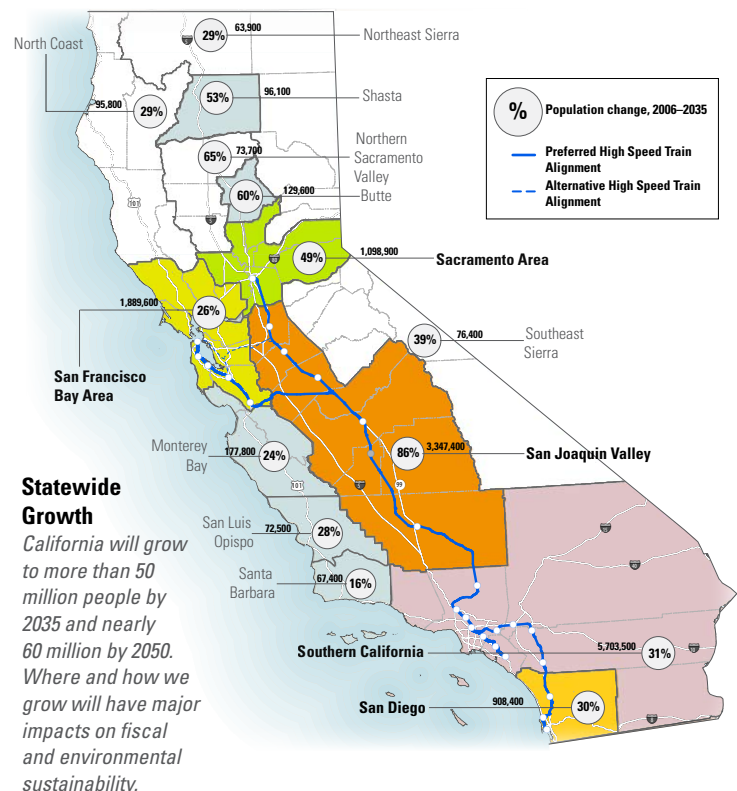 29%
63,900
Northeast Sierra
North Coast
53%
96,100
Shasta
95,800
29%
%
Population change, 2006–2035
Preferred High Speed Train
Alignment
Alternative High Speed Train
Alignment
65%
73,700
Northern
Sacramento
Valley
60%
129,600
Butte
101
49%
1,098,900
Sacramento Area
1,889,600
26%
San Francisco
Bay Area
39%
76,400
Southeast
Sierra
Monterey
Bay
177,800
24%
86%
3,347,400
San Joaquin Valley
101
99
San Luis
Opispo
72,500
28%
Santa
Barbara
67,400
16%
Southern California
5,703,500
31%
San Diego
908,400
30%
Statewide
Growth
California will grow
to more than 50
million people by
2035 and nearly
60 million by 2050.
Where and how we
grow will have major
impacts on fiscal
and environmental
sustainability.